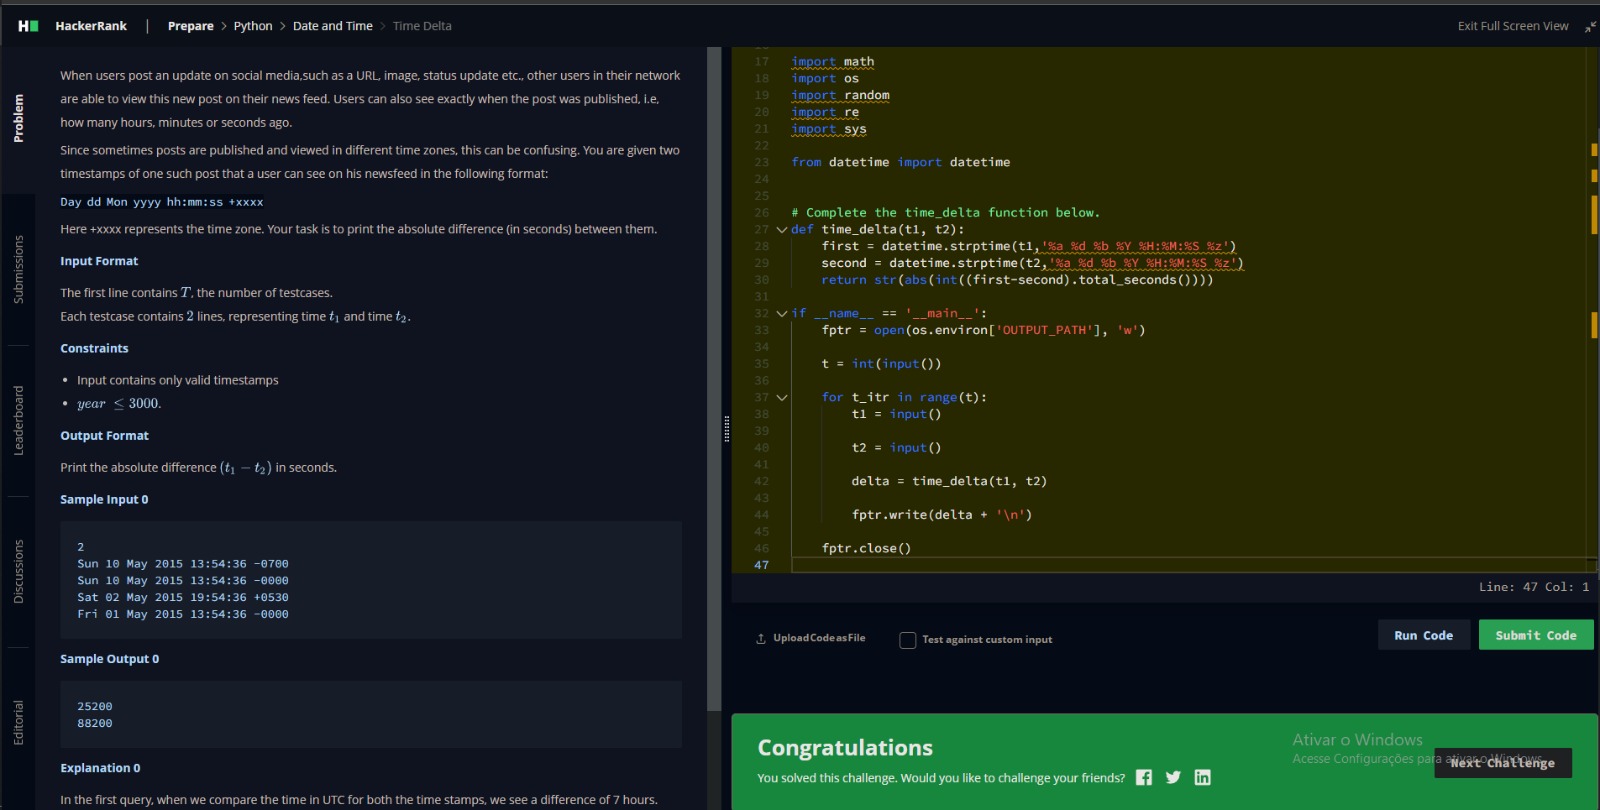 HackerRank | Prepare > Python > Date and Time > Time Delta
Exit Full Screen View
Problem
Submissions
Leaderboard
Discussions
Editorial
When users post an update on social media,such as a URL, image, status update etc., other users in their network
are able to view this new post on their news feed. Users can also see exactly when the post was published, i.e,
how many hours, minutes or seconds ago.
Since sometimes posts are published and viewed in different time zones, this can be confusing. You are given two
timestamps of one such post that a user can see on his newsfeed in the following format:
Day dd Mon yyyy hh:mm:ss +xxxx
Here +xxxx represents the time zone. Your task is to print the absolute difference (in seconds) between them.
Input Format
The first line contains T, the number of testcases.
Each testcase contains 2 lines, representing time t1 and time t2.
Constraints
• Input contains only valid timestamps
• year ≤ 3000.
Output Format
Print the absolute difference (t1 − t2) in seconds.
Sample Input 0
2
Sun 10 May 2015 13:54:36 -0700
Sun 10 May 2015 13:54:36 -0000
Sat 02 May 2015 19:54:36 +0530
Fri 01 May 2015 13:54:36 -0000
Sample Output 0
25200
88200
Explanation 0
In the first query, when we compare the time in UTC for both the time stamps, we see a difference of 7 hours.
17 import math
18 import os
19 import random
20 import re
21 import sys
22
23 from datetime import datetime
24
25
26 # Complete the time_delta function below.
27 def time_delta(t1, t2):
28     first = datetime.strptime(t1,'%a %d %b %Y %H:%M:%S %z')
29     second = datetime.strptime(t2,'%a %d %b %Y %H:%M:%S %z')
30     return str(abs(int((first-second).total_seconds())))
31
32 if __name__ == '__main__':
33     fptr = open(os.environ['OUTPUT_PATH'], 'w')
34
35     t = int(input())
36
37     for t_itr in range(t):
38         t1 = input()
39
40         t2 = input()
41
42         delta = time_delta(t1, t2)
43
44         fptr.write(delta + '\n')
45
46     fptr.close()
47
Line: 47 Col: 1
Upload Code as File
Test against custom input
Run Code
Submit Code
Congratulations
You solved this challenge. Would you like to challenge your friends?
Ativar o Windows
Acesse Configurações para ativar o Windows.
Next Challenge